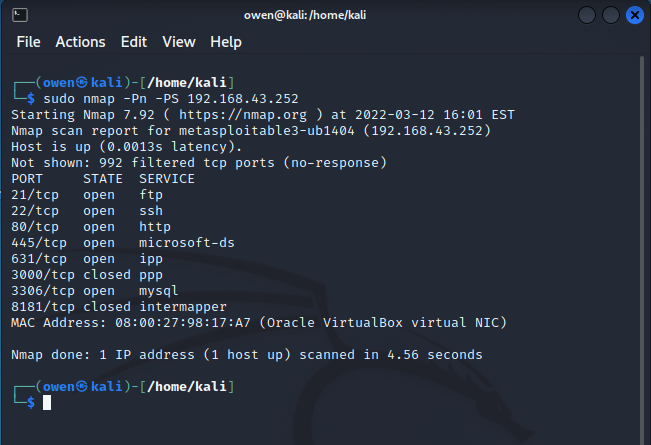 owen@kali: /home/kali
File Actions Edit View Help
┌──(owen㉿kali)-[/home/kali]
└─$ sudo nmap -Pn -PS 192.168.43.252
Starting Nmap 7.92 ( https://nmap.org ) at 2022-03-12 16:01 EST
Nmap scan report for metasploitable3-ub1404 (192.168.43.252)
Host is up (0.0013s latency).
Not shown: 992 filtered tcp ports (no-response)
PORT     STATE  SERVICE
21/tcp   open   ftp
22/tcp   open   ssh
80/tcp   open   http
445/tcp  open   microsoft-ds
631/tcp  open   ipp
3000/tcp closed ppp
3306/tcp open   mysql
8181/tcp closed intermapper
MAC Address: 08:00:27:98:17:A7 (Oracle VirtualBox virtual NIC)
Nmap done: 1 IP address (1 host up) scanned in 4.56 seconds
┌──(owen㉿kali)-[/home/kali]
└─$